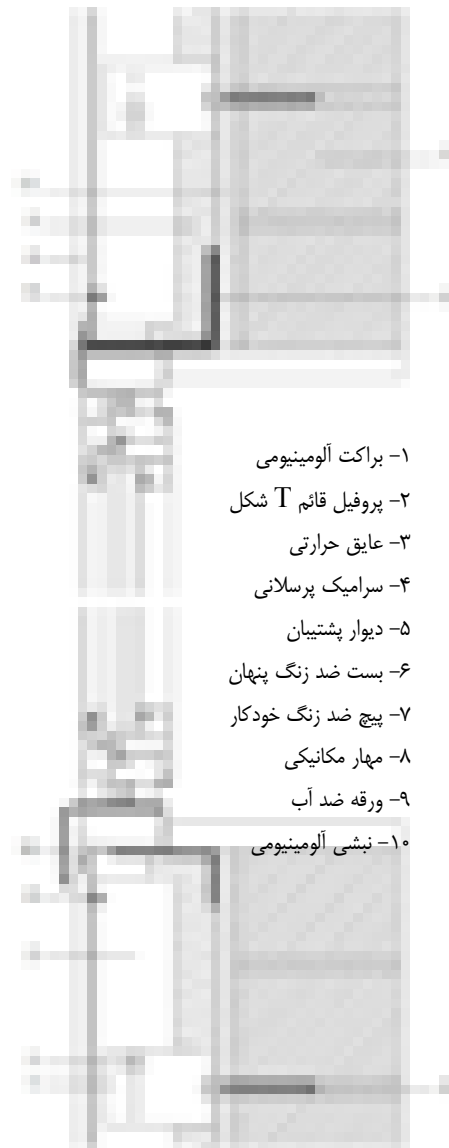 ۱- براکت آلومینیومی
۲- پروفیل قائم T شکل
۳- عایق حرارتی
۴- سرامیک پرسلانی
۵- دیوار پشتیبان
۶- بست ضد زنگ پنهان
۷- پیچ ضد زنگ خودکار
۸- مهار مکانیکی
۹- ورقه ضد آب
۱۰- نبشی آلومینیومی